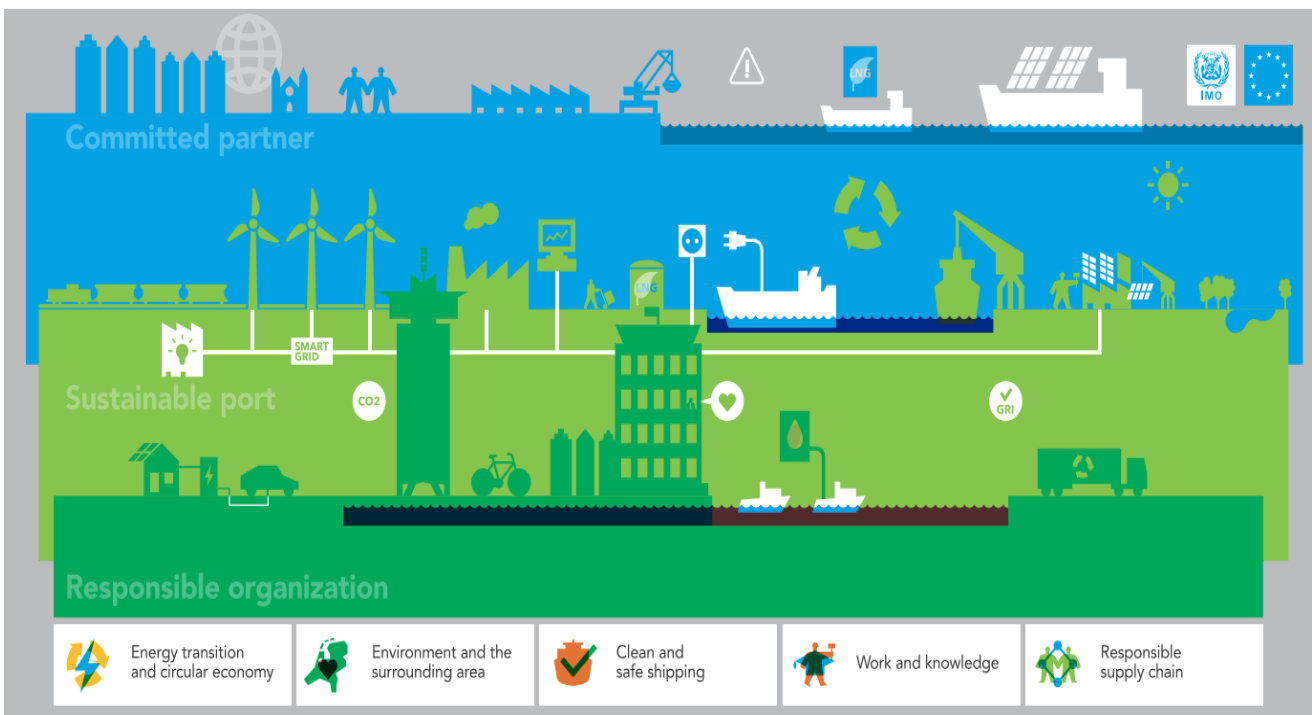 LNG
IMO
Committed partner
LNG
SMART
GRID
Sustainable port
CO2
GRI
Responsible organization
Energy transition
and circular economy
Environment and the
surrounding area
Clean and
safe shipping
Work and knowledge
Responsible
supply chain